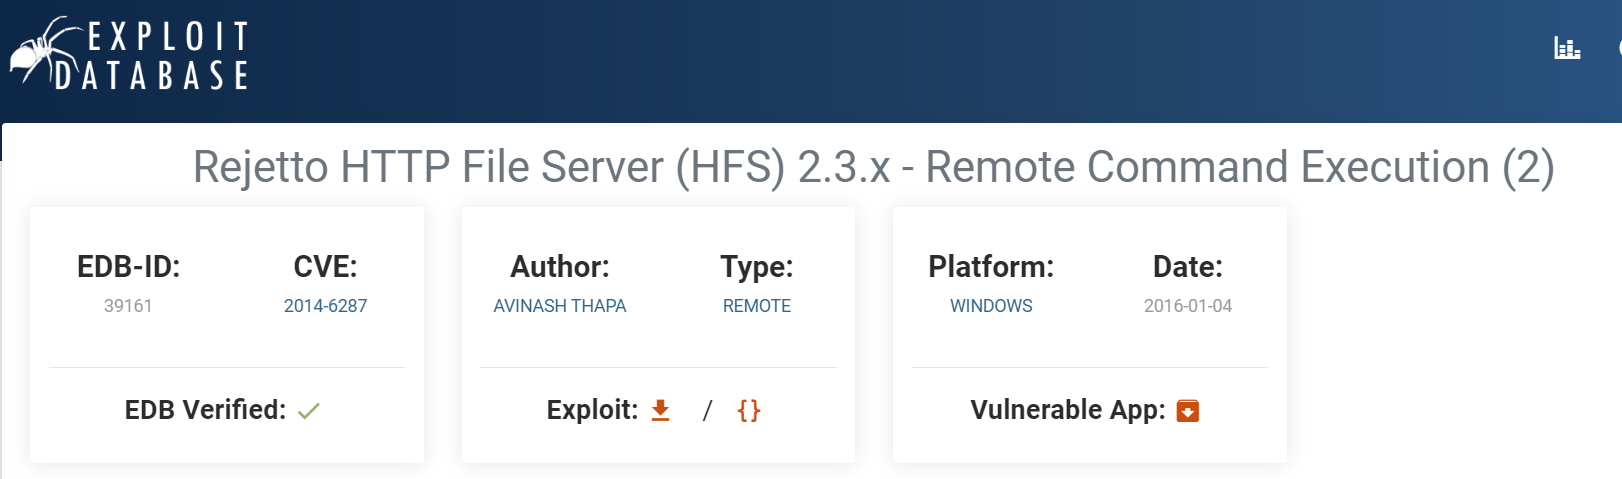 EXPLOIT
DATABASE
Rejetto HTTP File Server (HFS) 2.3.x - Remote Command Execution (2)
EDB-ID:
39161
CVE:
2014-6287
EDB Verified:
Author:
AVINASH THAPA
Type:
REMOTE
Exploit: / {}
Platform:
WINDOWS
Date:
2016-01-04
Vulnerable App: